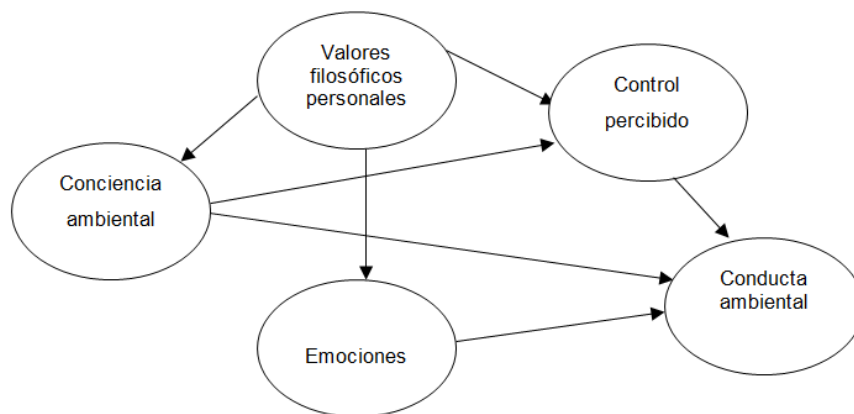 Valores
filosóficos
personales
Control
percibido
Conciencia
ambiental
Conducta
ambiental
Emociones